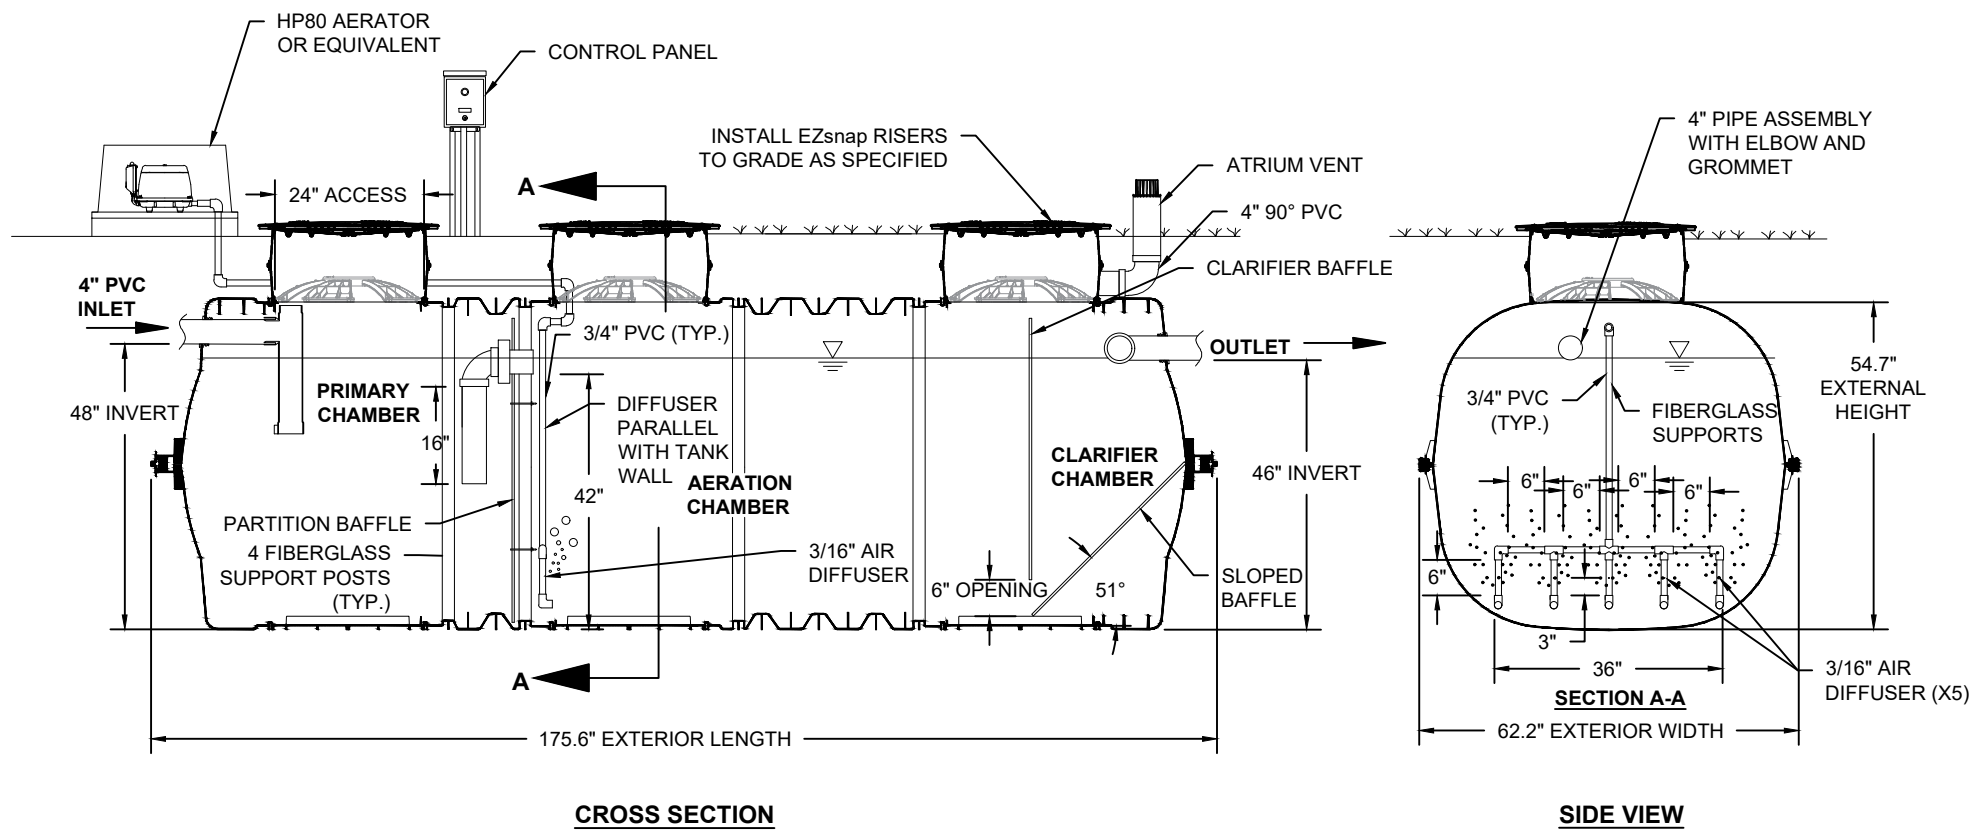 HP80 AERATOR
OR EQUIVALENT
CONTROL PANEL
INSTALL EZsnap RISERS
TO GRADE AS SPECIFIED
4" PIPE ASSEMBLY
WITH ELBOW AND
GROMMET
ATRIUM VENT
A
24" ACCESS
4" 90° PVC
CLARIFIER BAFFLE
4" PVC
INLET
3/4" PVC (TYP.)
OUTLET
PRIMARY
CHAMBER
48" INVERT
16"
DIFFUSER
PARALLEL
WITH TANK
WALL
42"
AERATION
CHAMBER
CLARIFIER
CHAMBER
46" INVERT
3/4" PVC
(TYP.)
FIBERGLASS
SUPPORTS
54.7"
EXTERNAL
HEIGHT
PARTITION BAFFLE
4 FIBERGLASS
SUPPORT POSTS
(TYP.)
3/16" AIR
DIFFUSER
6" OPENING
51°
SLOPED
BAFFLE
6"
6"
6"
6"
6"
3"
36"
3/16" AIR
DIFFUSER (X5)
SECTION A-A
A
175.6" EXTERIOR LENGTH
62.2" EXTERIOR WIDTH
CROSS SECTION
SIDE VIEW